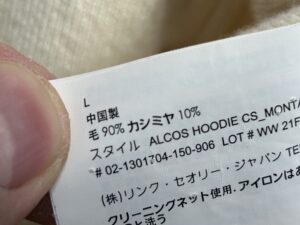 L
中国製
毛 90% カシミヤ 10%
スタイル ALCOS HOODIE CS_MONTA
# 02-1301704-150-906 LOT # WW 21F
(株)リンク・セオリー・ジャパン TE
クリーニングネット使用.アイロンはあ